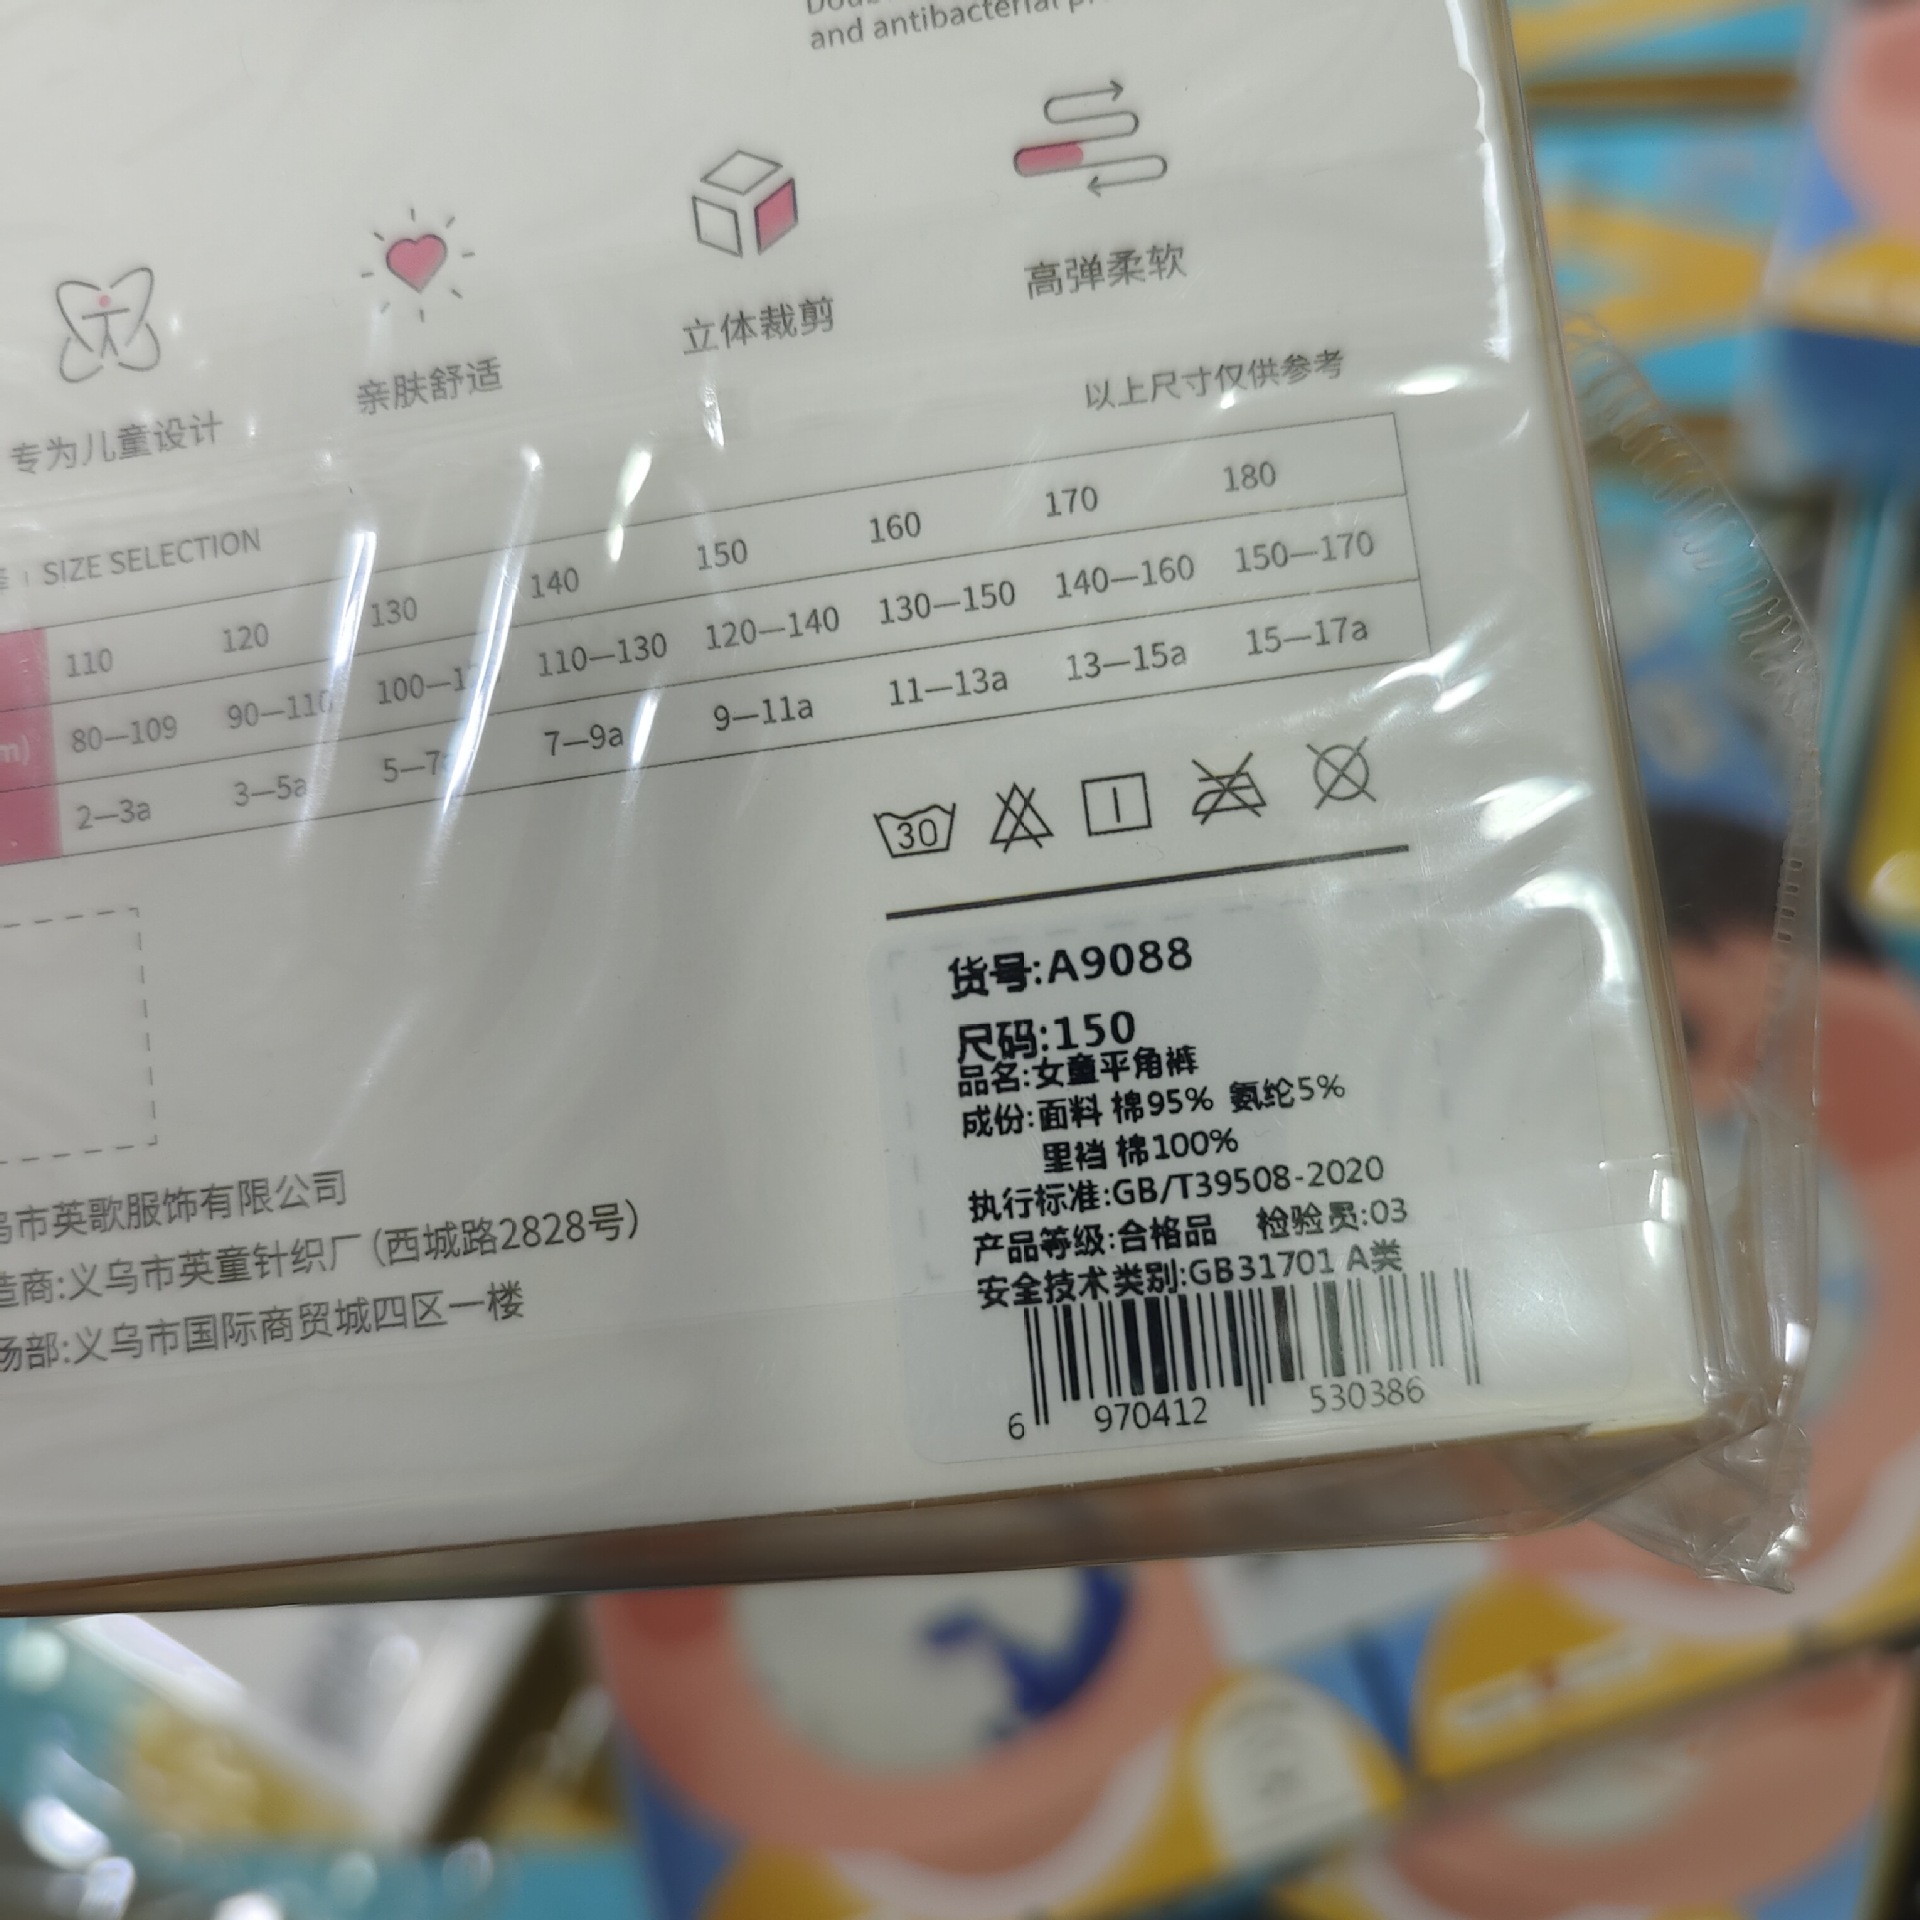 and antibacterial
高弹柔软
立体裁剪
亲肤舒适
专为儿童设计
以上尺寸仅供参考
SIZE SELECTION
110 120 130 140 150 160 170 180
80—109 90—110 100—1 110—130 120—140 130—150 140—160 150—170
2—3a 3—5a 5—7 7—9a 9—11a 11—13a 13—15a 15—17a
30
货号:A9088
尺码:150
品名:女童平角裤
成份:面料 棉95% 氨纶5%
里裆 棉100%
执行标准:GB/T39508-2020
产品等级:合格品 检验员:03
安全技术类别:GB31701 A类
6 970412 530386
乌市英歌服饰有限公司
造商:义乌市英童针织厂(西城路2828号)
场部:义乌市国际商贸城四区一楼